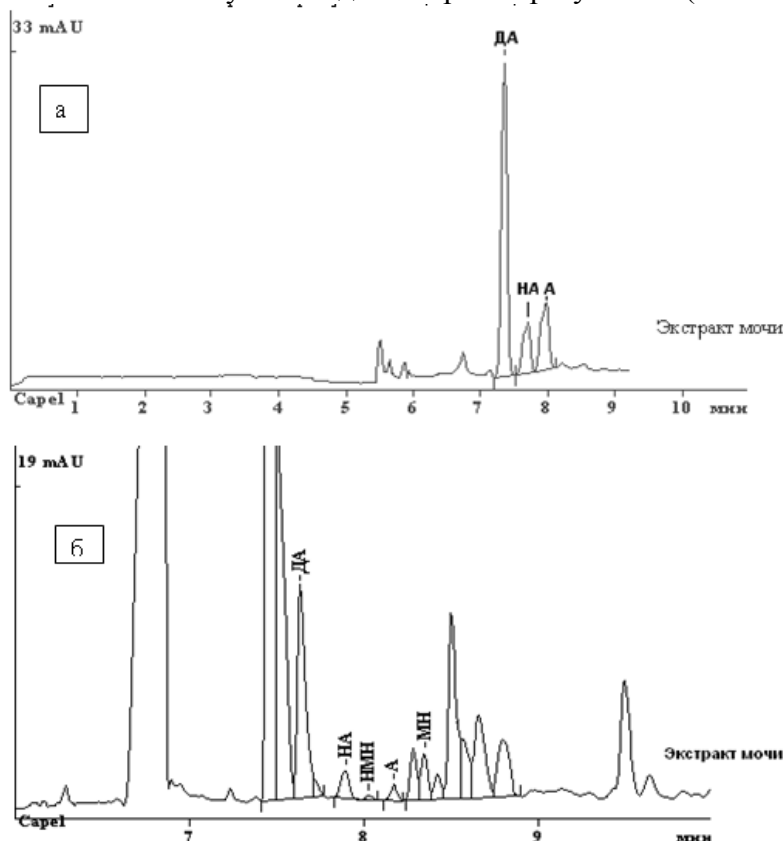 33 mAU
ДА
а
НА А
Экстракт мочи
Capel 1 2 3 4 5 6 7 8 9 10 мин
19 mAU
б
ДА
НА
НМН
А
МН
Экстракт мочи
Capel 7 8 9 мин